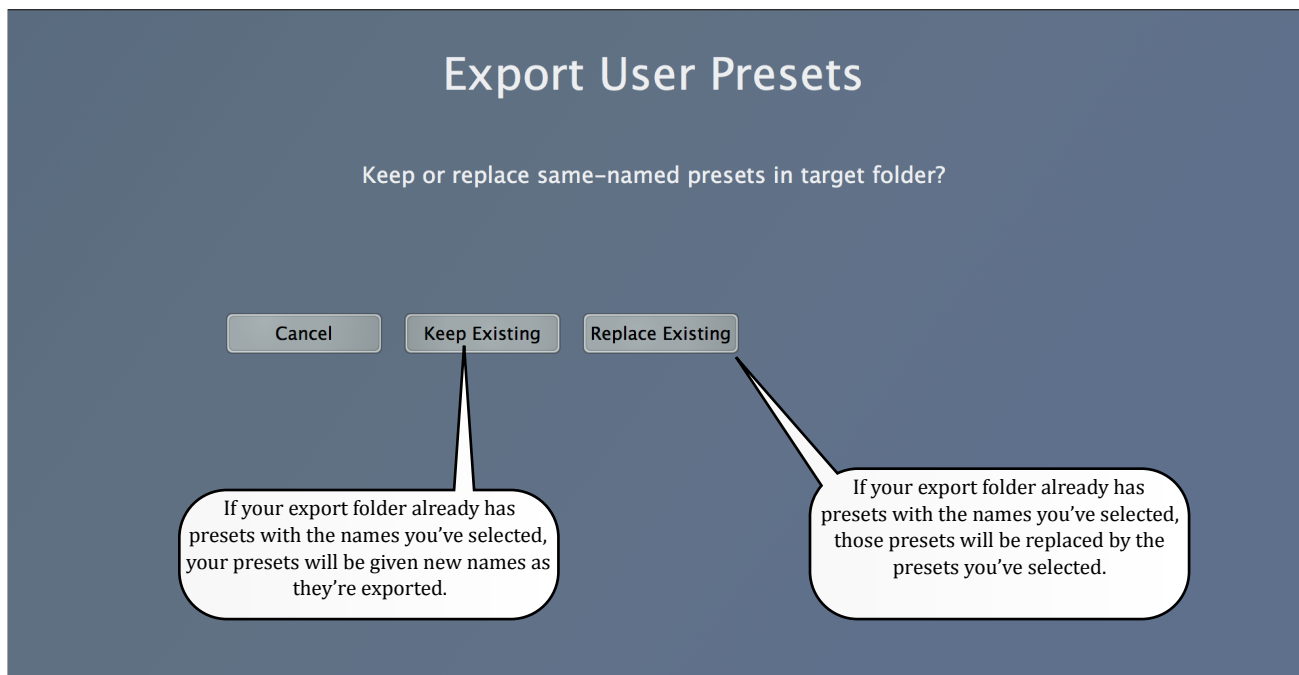 Export User Presets
Keep or replace same-named presets in target folder?
Cancel
Keep Existing
Replace Existing
If your export folder already has
presets with the names you’ve selected,
your presets will be given new names as
they’re exported.
If your export folder already has
presets with the names you’ve selected,
those presets will be replaced by the
presets you’ve selected.